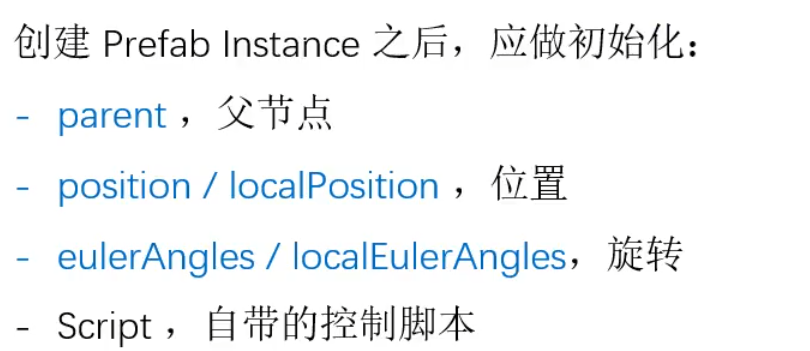 创建 Prefab Instance 之后，应做初始化：
- parent ，父节点
- position / localPosition ，位置
- eulerAngles / localEulerAngles，旋转
- Script ，自带的控制脚本